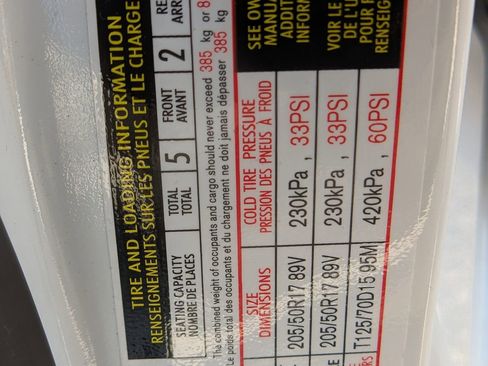 TIRE AND LOADING INFORMATION
RENSEIGNEMENTS SUR LES PNEUS ET LE CHARGE
SEATING CAPACITY
NOMBRE DE PLACES
TOTAL
TOTAL
5
FRONT
AVANT
2
RE
ARR
The combined weight of occupants and cargo should never exceed 385 kg or 8
Le poids total des occupants et du chargement ne doit jamais dépasser 385 kg
SIZE
DIMENSIONS
COLD TIRE PRESSURE
PRESSION DES PNEUS À FROID
SEE OW
MANUA
ADDIT
INFORM
205/50R17 89V
230kPa , 33PSI
VOIR LE
DE L'U
POUR P
RENSEIG
205/50R17 89V
230kPa , 33PSI
T125/70D15 95M
420kPa , 60PSI